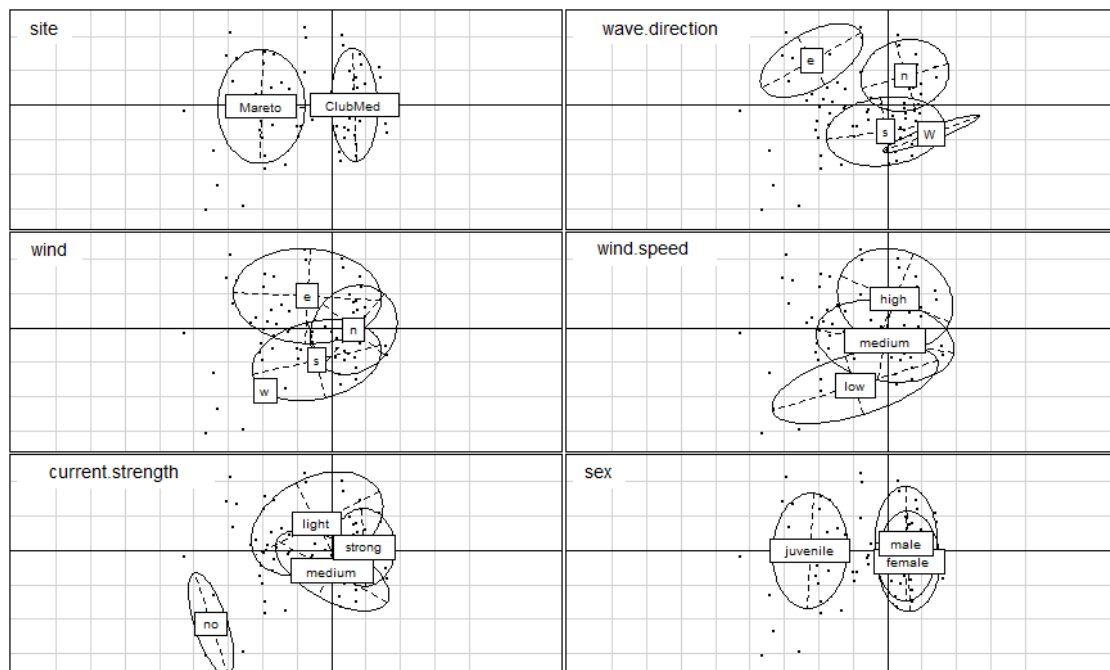 site
Mareto
ClubMed
wave.direction
e
n
s
W
wind
e
n
s
w
wind.speed
high
medium
low
current.strength
light
strong
medium
no
sex
juvenile
male
female